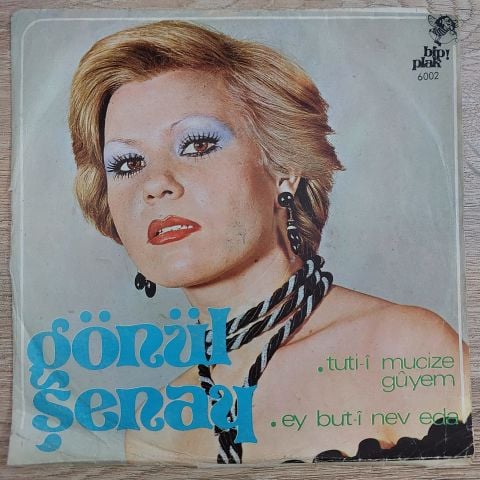 bip!
plak
6002
gönül
şenay
.tuti-î mucize
gûyem
.ey but-î nev eda